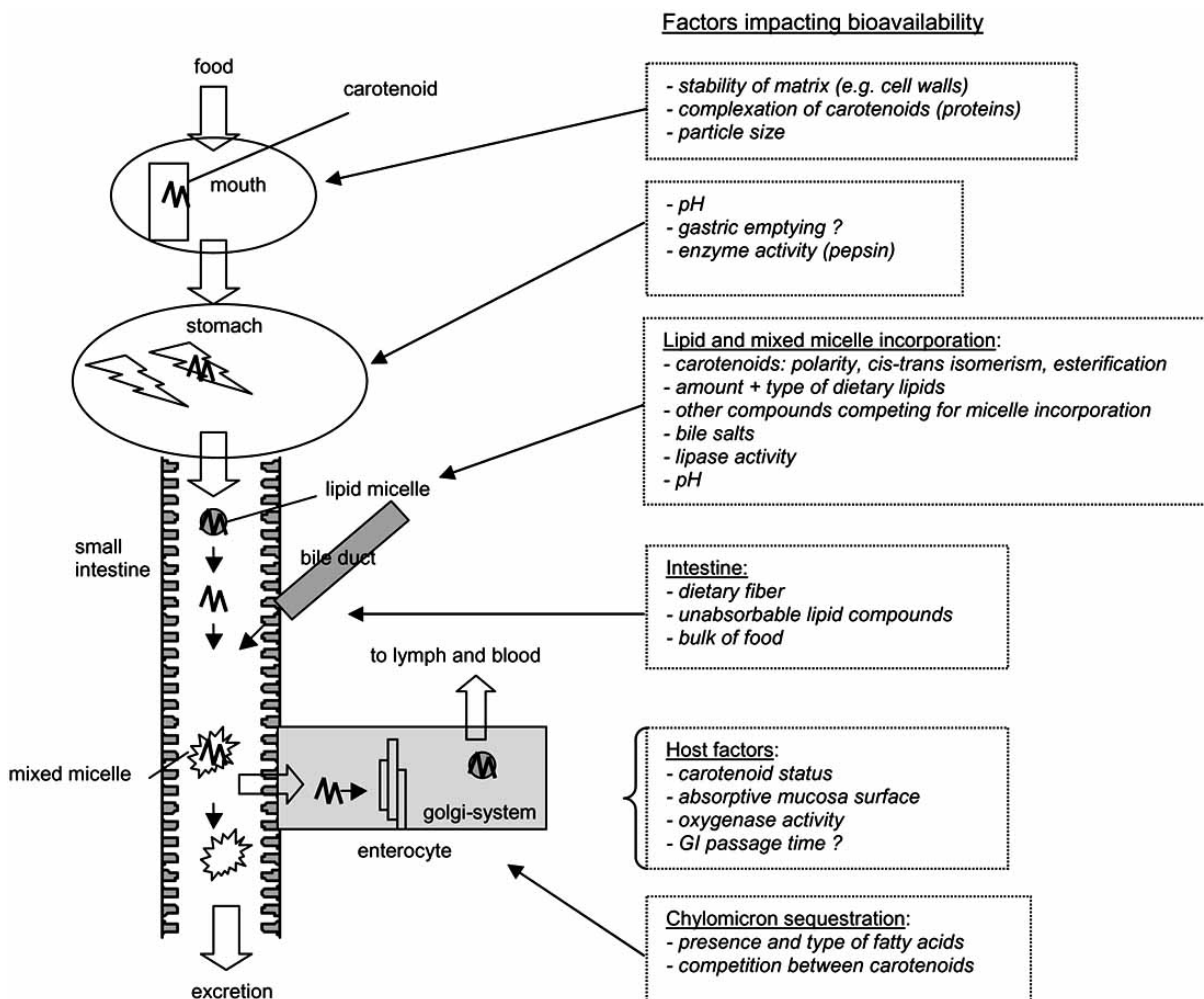 Factors impacting bioavailability
food
carotenoid
mouth
- stability of matrix (e.g. cell walls)
- complexation of carotenoids (proteins)
- particle size
- pH
- gastric emptying ?
- enzyme activity (pepsin)
stomach
Lipid and mixed micelle incorporation:
- carotenoids: polarity, cis-trans isomerism, esterification
- amount + type of dietary lipids
- other compounds competing for micelle incorporation
- bile salts
- lipase activity
- pH
lipid micelle
small
intestine
bile duct
Intestine:
- dietary fiber
- unabsorbable lipid compounds
- bulk of food
to lymph and blood
mixed micelle
golgi-system
enterocyte
Host factors:
- carotenoid status
- absorptive mucosa surface
- oxygenase activity
- GI passage time ?
Chylomicron sequestration:
- presence and type of fatty acids
- competition between carotenoids
excretion